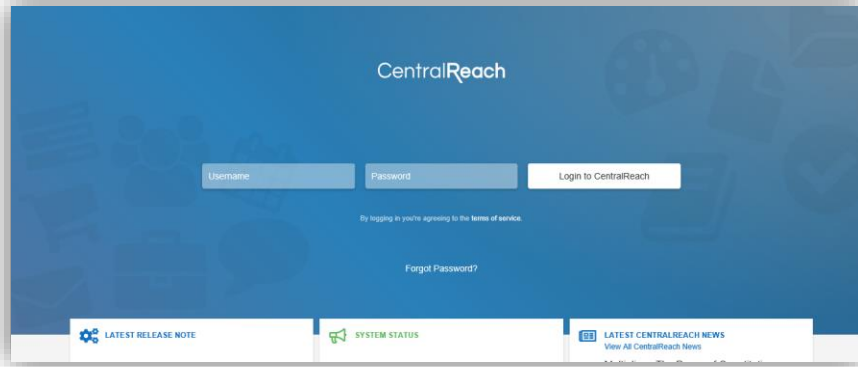 CentralReach
Username Password Login to CentralReach
By logging in you're agreeing to the terms of service.
Forgot Password?
LATEST RELEASE NOTE
SYSTEM STATUS
LATEST CENTRALREACH NEWS
View All CentralReach News